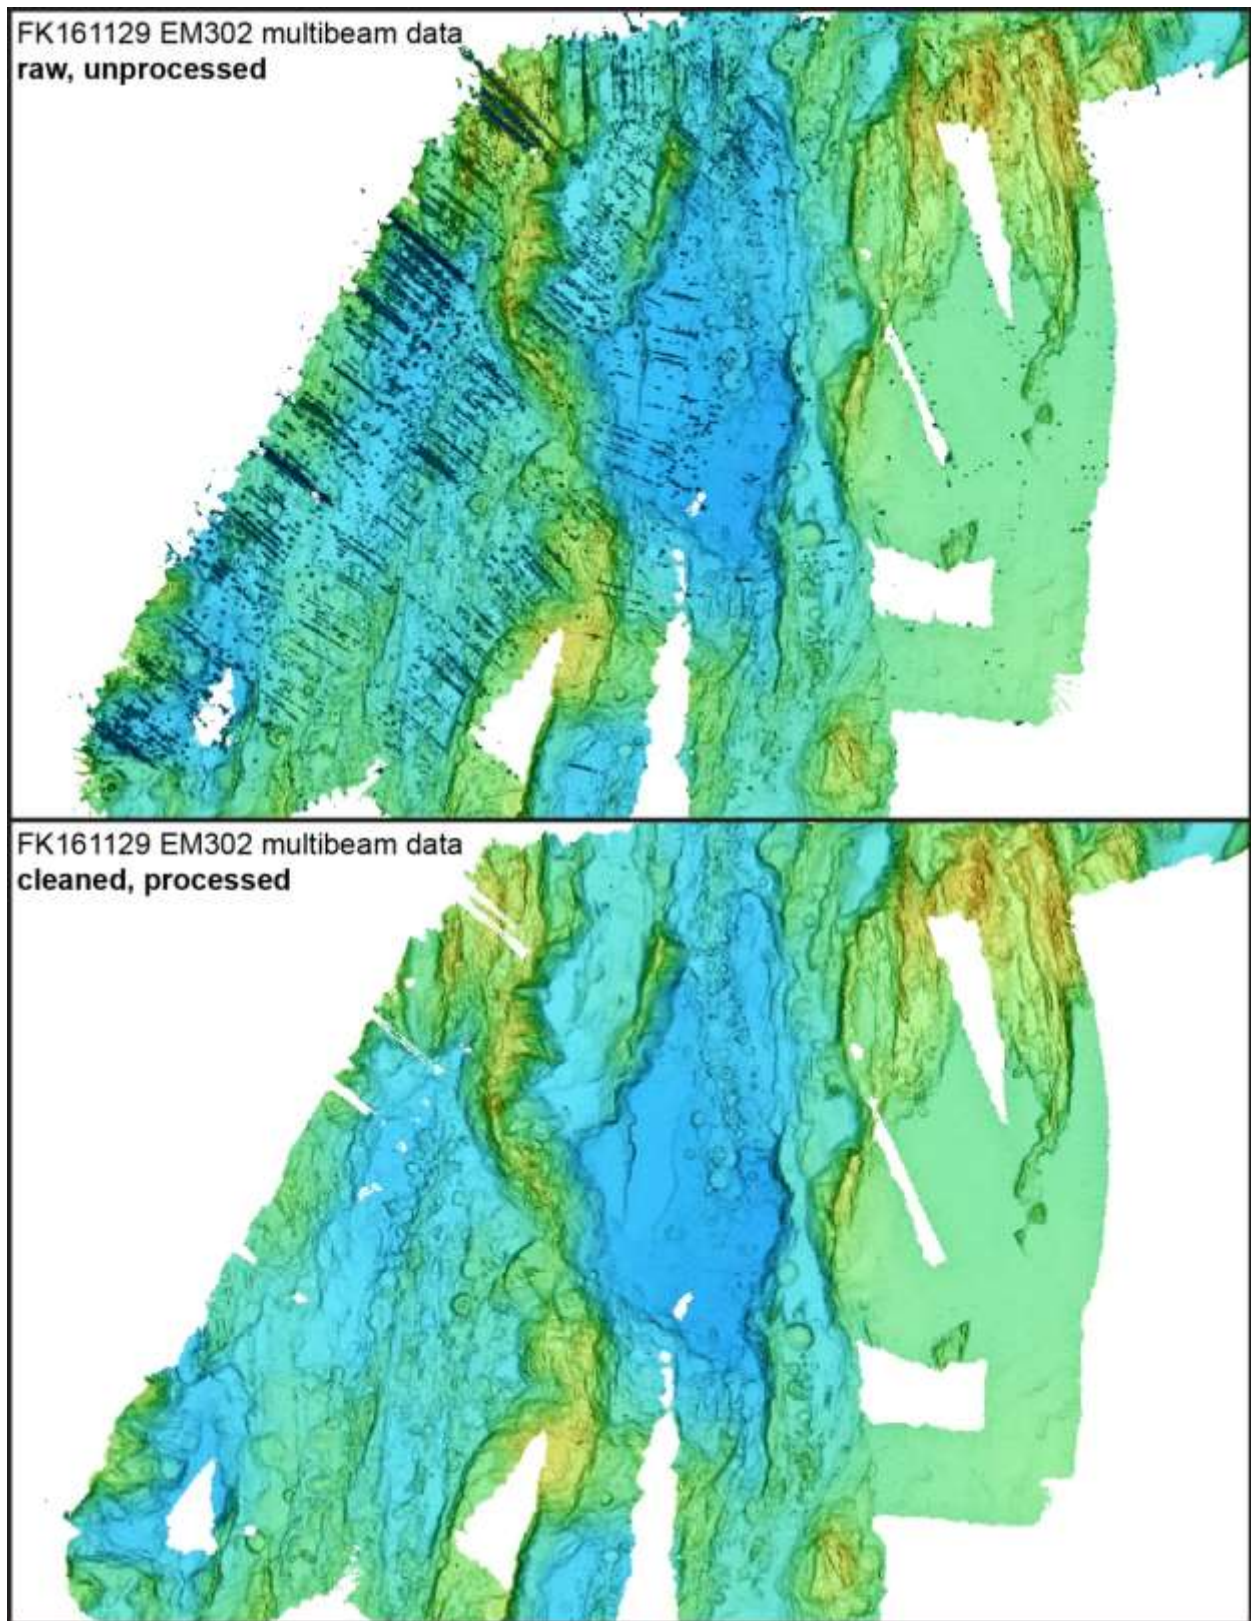 FK161129 EM302 multibeam data
raw, unprocessed
FK161129 EM302 multibeam data
cleaned, processed